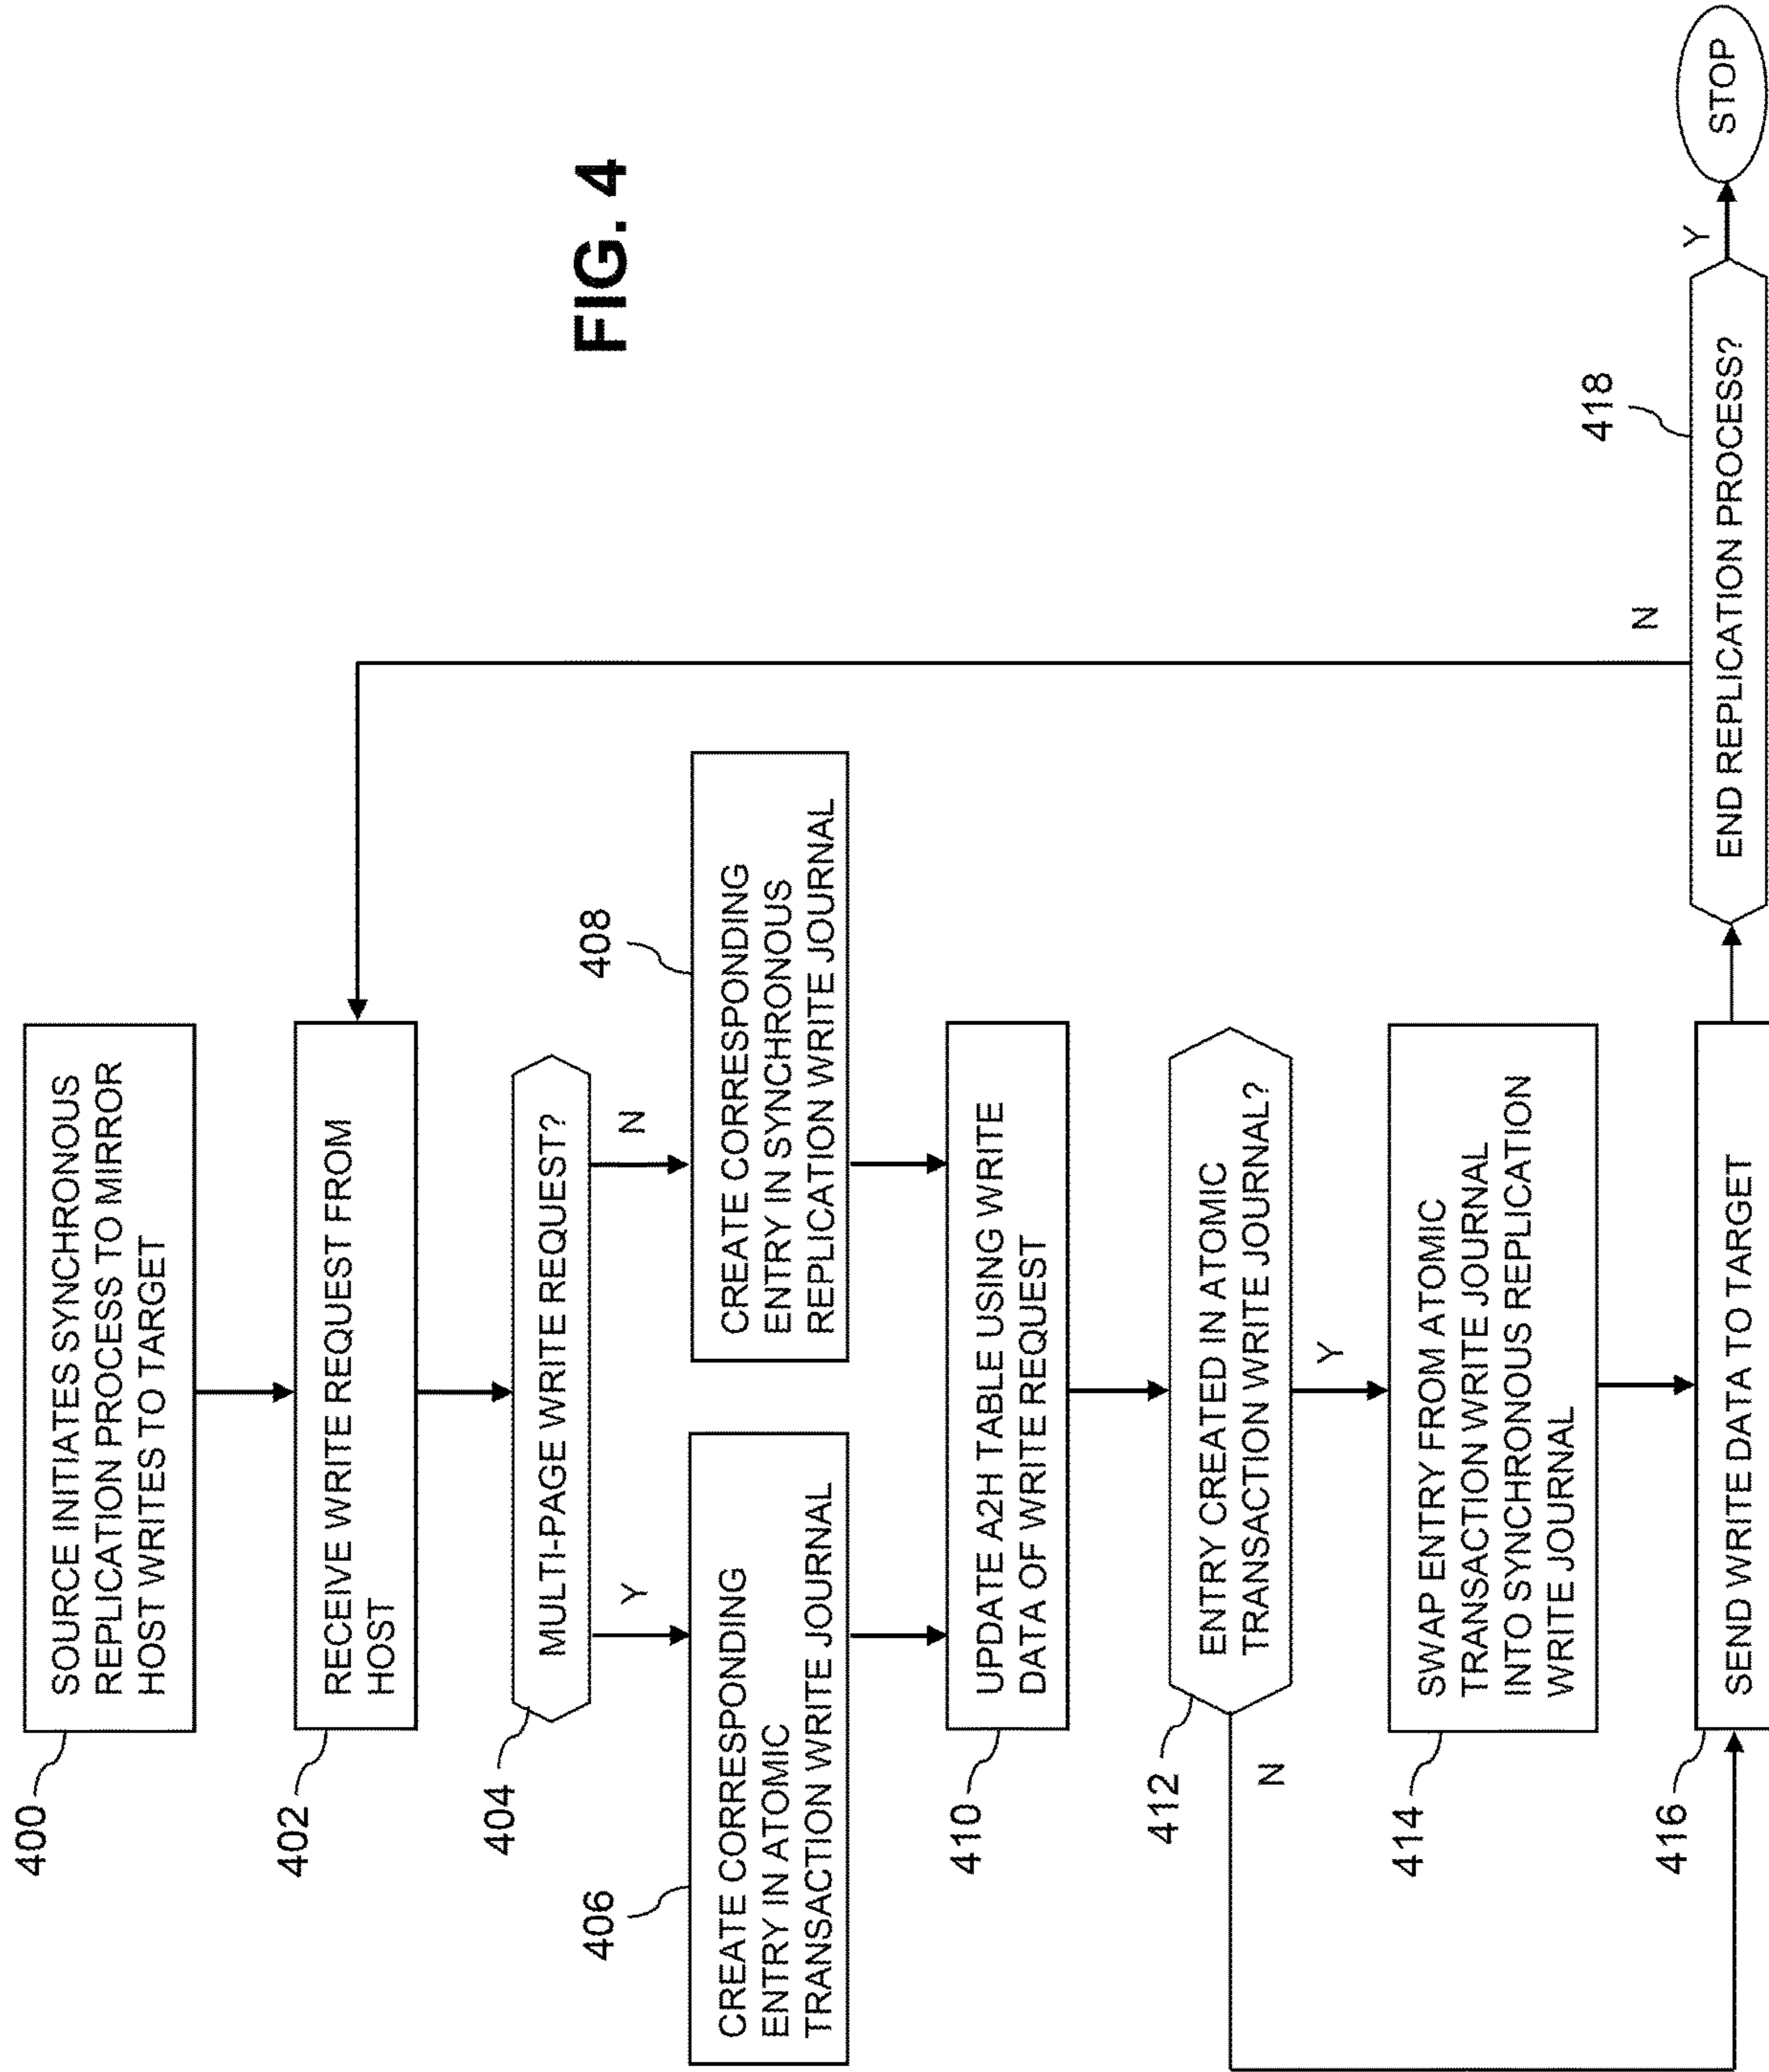 400
SOURCE INITIATES SYNCHRONOUS
REPLICATION PROCESS TO MIRROR
HOST WRITES TO TARGET
402
RECEIVE WRITE REQUEST FROM
HOST
404
MULTI-PAGE WRITE REQUEST?
Y
N
406
CREATE CORRESPONDING
ENTRY IN ATOMIC
TRANSACTION WRITE JOURNAL
408
CREATE CORRESPONDING
ENTRY IN SYNCHRONOUS
REPLICATION WRITE JOURNAL
410
UPDATE A2H TABLE USING WRITE
DATA OF WRITE REQUEST
412
ENTRY CREATED IN ATOMIC
TRANSACTION WRITE JOURNAL?
N
Y
414
SWAP ENTRY FROM ATOMIC
TRANSACTION WRITE JOURNAL
INTO SYNCHRONOUS REPLICATION
WRITE JOURNAL
416
SEND WRITE DATA TO TARGET
418
END REPLICATION PROCESS?
N
Y
STOP
FIG. 4